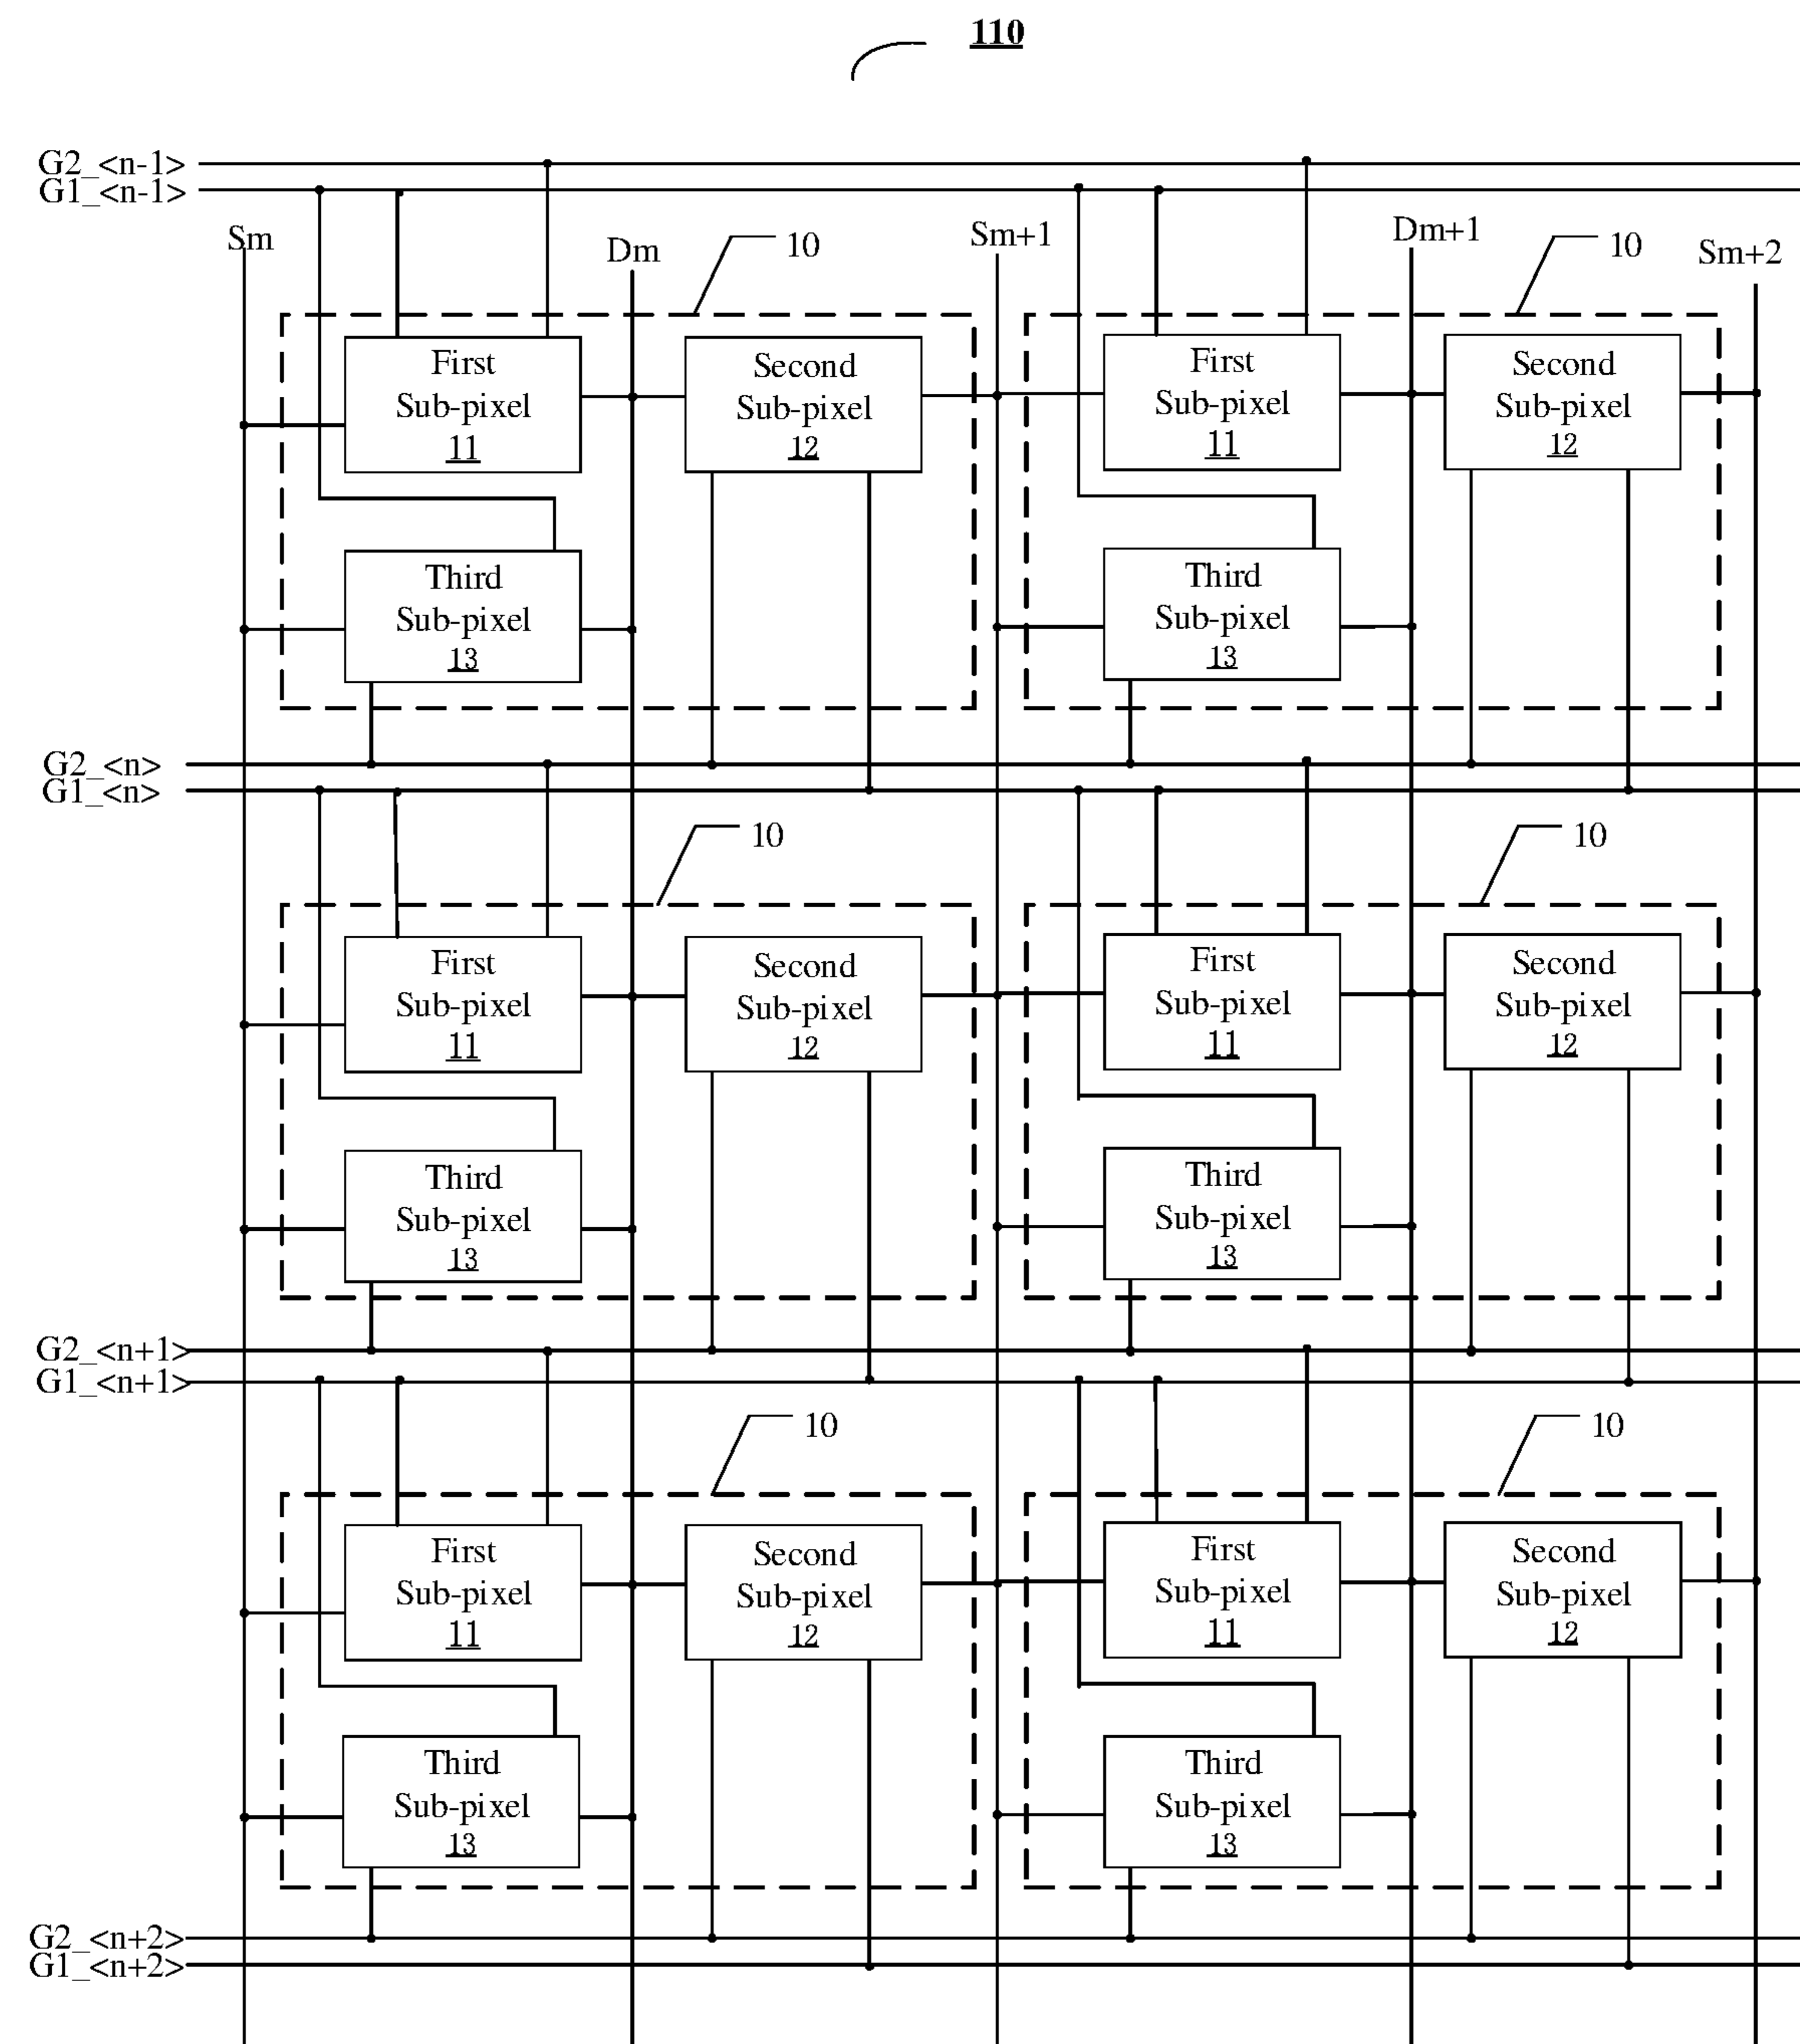 110
G2_<n-1>
G1_<n-1>
Sm
Dm
10
Sm+1
Dm+1
10
Sm+2
First
Sub-pixel
11
Second
Sub-pixel
12
First
Sub-pixel
11
Second
Sub-pixel
12
Third
Sub-pixel
13
Third
Sub-pixel
13
G2_<n>
G1_<n>
10
10
First
Sub-pixel
11
Second
Sub-pixel
12
First
Sub-pixel
11
Second
Sub-pixel
12
Third
Sub-pixel
13
Third
Sub-pixel
13
G2_<n+1>
G1_<n+1>
10
10
First
Sub-pixel
11
Second
Sub-pixel
12
First
Sub-pixel
11
Second
Sub-pixel
12
Third
Sub-pixel
13
Third
Sub-pixel
13
G2_<n+2>
G1_<n+2>